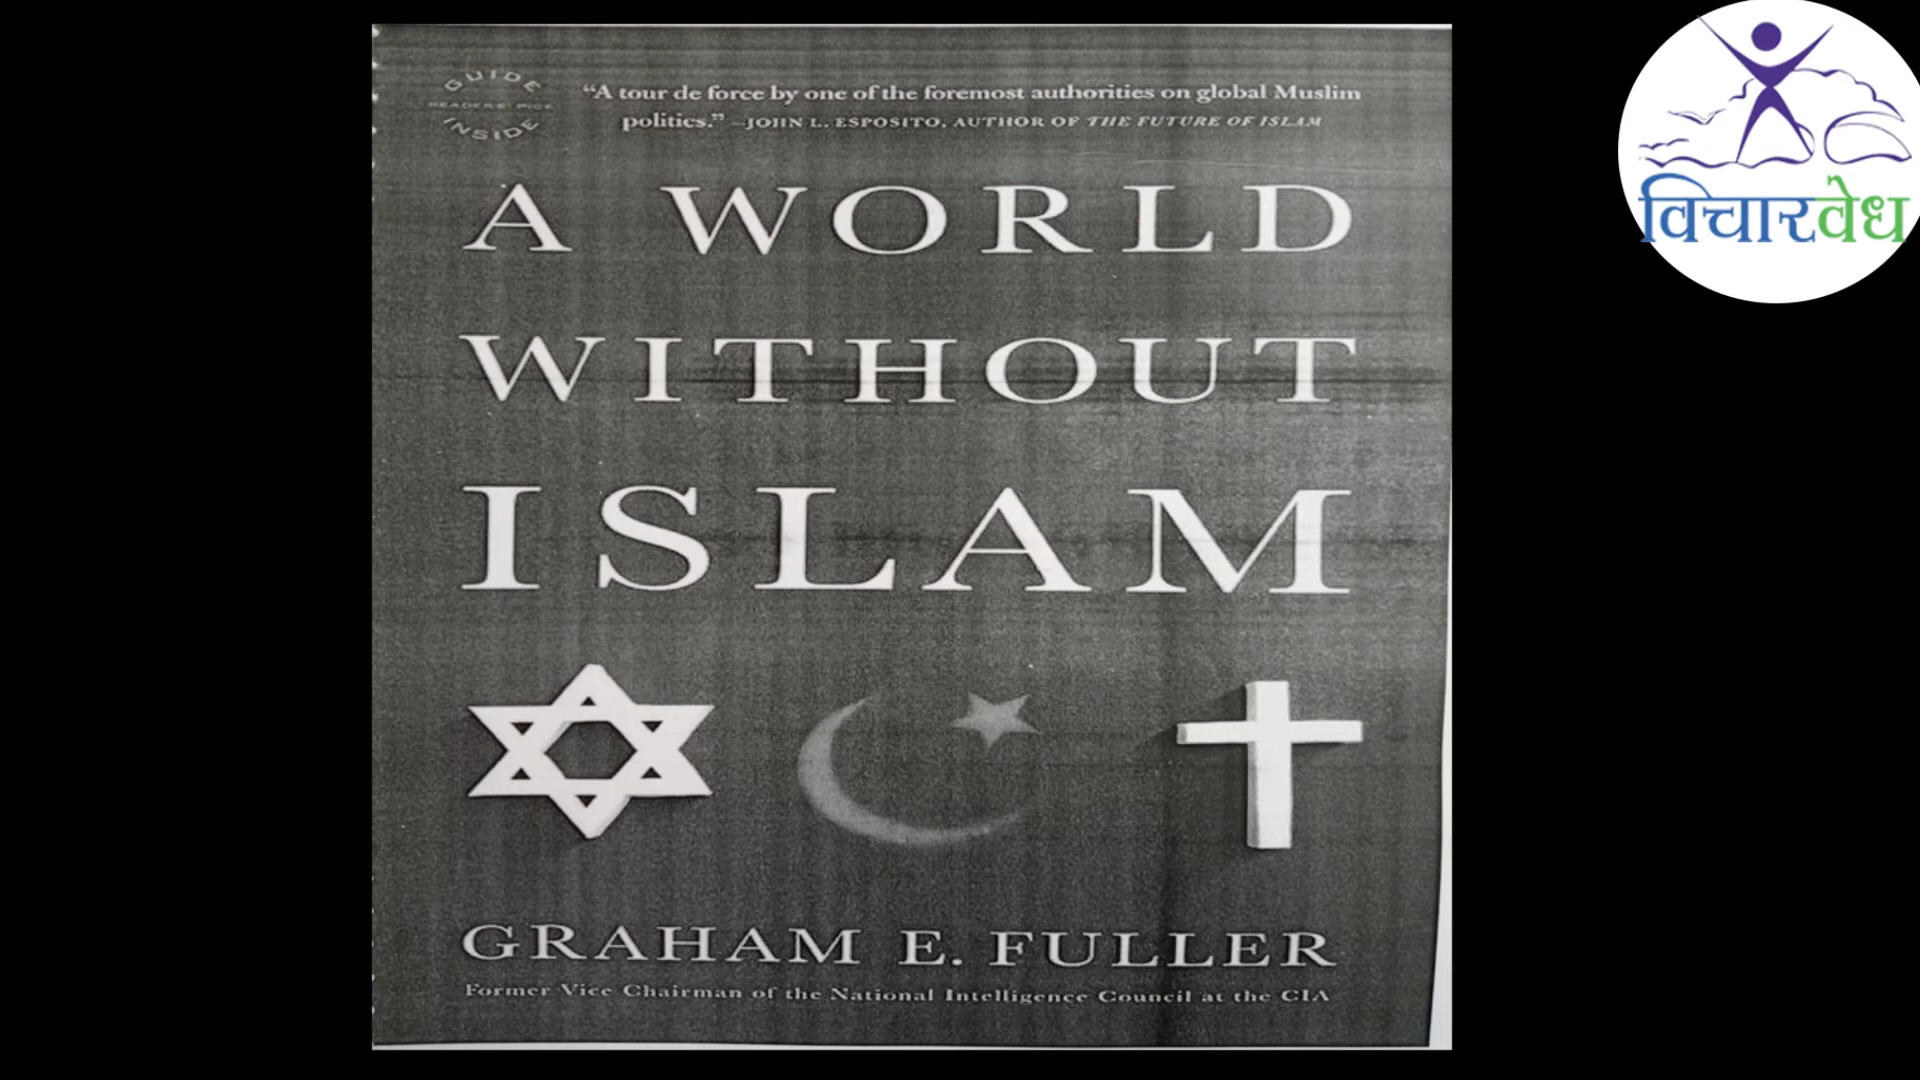 GUIDE
READERS' PICK
INSIDE
“A tour de force by one of the foremost authorities on global Muslim
politics.” —JOHN L. ESPOSITO, AUTHOR OF THE FUTURE OF ISLAM
A WORLD
WITHOUT
ISLAM
GRAHAM E. FULLER
Former Vice Chairman of the National Intelligence Council at the CIA
विचारवेध